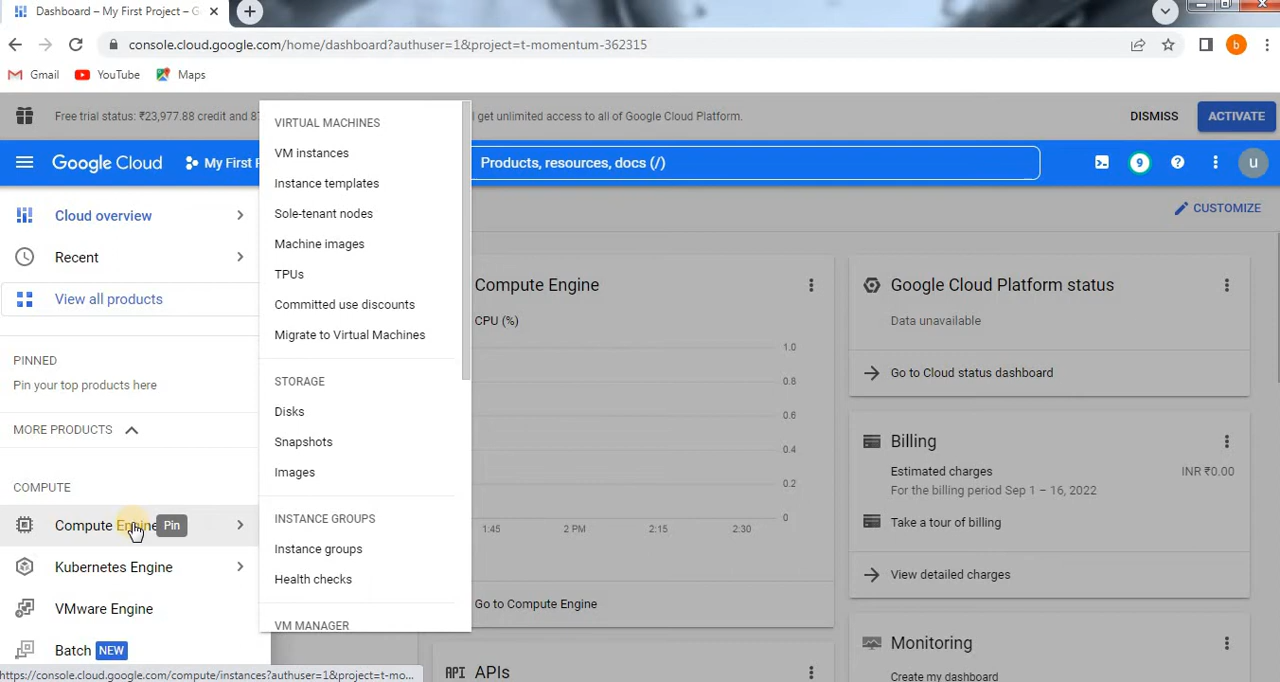 Dashboard – My First Project – G
console.cloud.google.com/home/dashboard?authuser=1&project=t-momentum-362315
b
Gmail
YouTube
Maps
Free trial status: ₹23,977.88 credit and 8
get unlimited access to all of Google Cloud Platform.
DISMISS
ACTIVATE
Google Cloud
My First
Products, resources, docs (/)
9
u
Cloud overview
Recent
View all products
PINNED
Pin your top products here
MORE PRODUCTS
COMPUTE
Compute Engine
Pin
Kubernetes Engine
VMware Engine
Batch NEW
https://console.cloud.google.com/compute/instances?authuser=1&project=t-mo...
VIRTUAL MACHINES
VM instances
Instance templates
Sole-tenant nodes
Machine images
TPUs
Committed use discounts
Migrate to Virtual Machines
STORAGE
Disks
Snapshots
Images
INSTANCE GROUPS
Instance groups
Health checks
VM MANAGER
CUSTOMIZE
Compute Engine
CPU (%)
1.0
0.8
0.6
0.4
0.2
0
1:45
2 PM
2:15
2:30
Go to Compute Engine
API APIs
Google Cloud Platform status
Data unavailable
Go to Cloud status dashboard
Billing
Estimated charges INR ₹0.00
For the billing period Sep 1 – 16, 2022
Take a tour of billing
View detailed charges
Monitoring
Create my dashboard